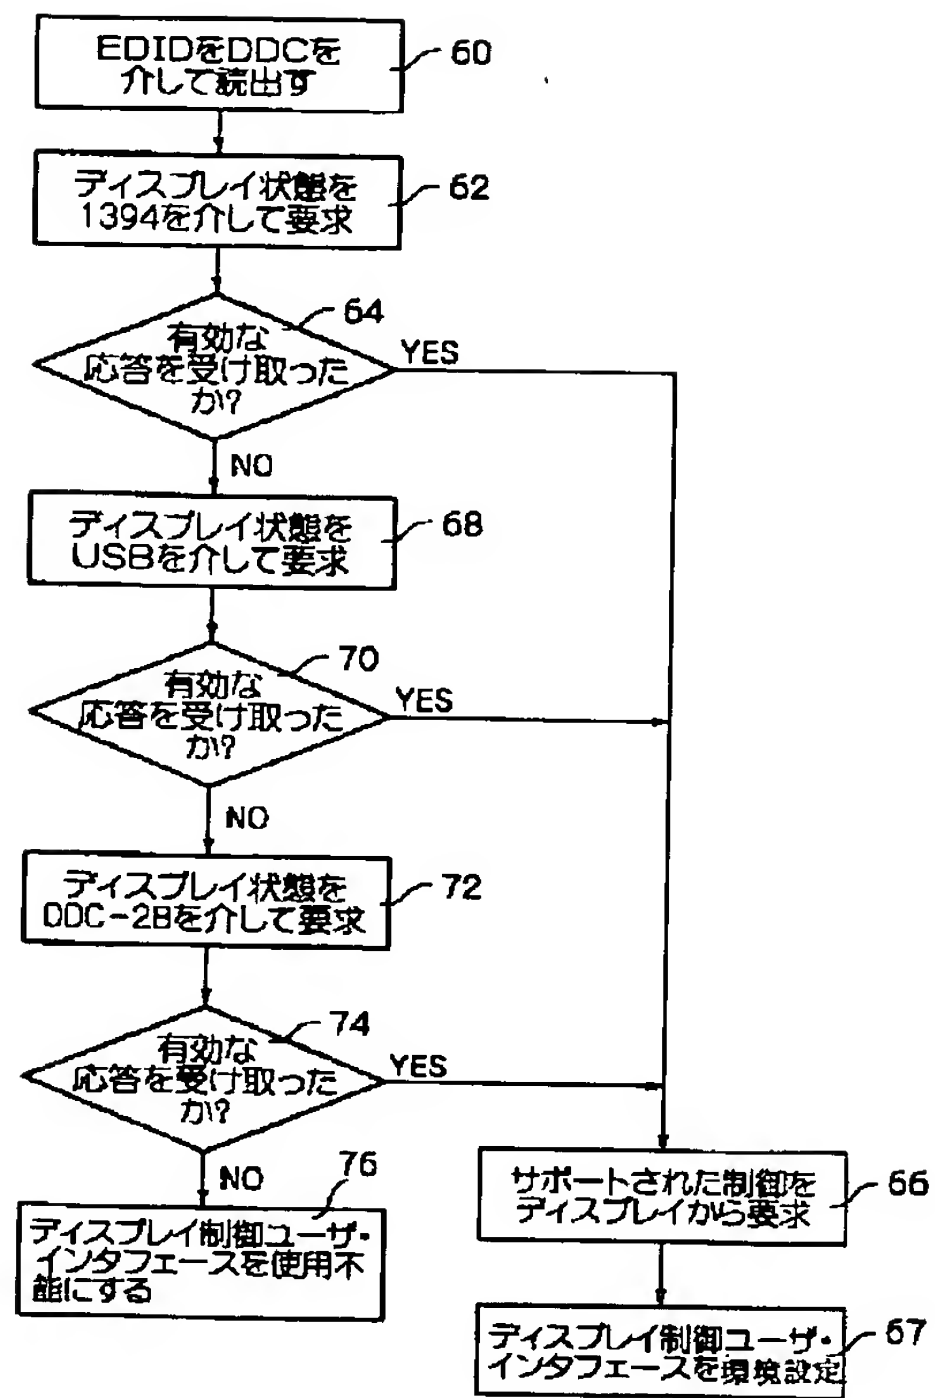 EDIDをDDCを
介して読出す
60
ディスプレイ状態を
1394を介して要求
62
有効な
応答を受け取った
か?
64
YES
NO
ディスプレイ状態を
USBを介して要求
68
有効な
応答を受け取った
か?
70
YES
NO
ディスプレイ状態を
DDC-2Bを介して要求
72
有効な
応答を受け取った
か?
74
YES
NO
76
ディスプレイ制御ユーザ・
インタフェースを使用不
能にする
サポートされた制御を
ディスプレイから要求
66
ディスプレイ制御ユーザ・
インタフェースを環境設定
67